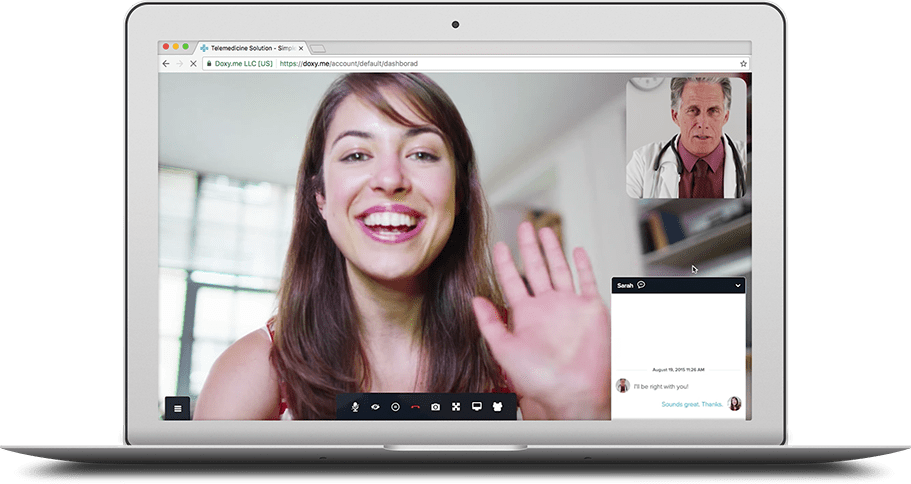 Telemedicine Solution - Simple
Doxy.me LLC [US] https://doxy.me/account/default/dashborad
Sarah
August 19, 2015 11:26 AM
I'll be right with you!
Sounds great. Thanks.